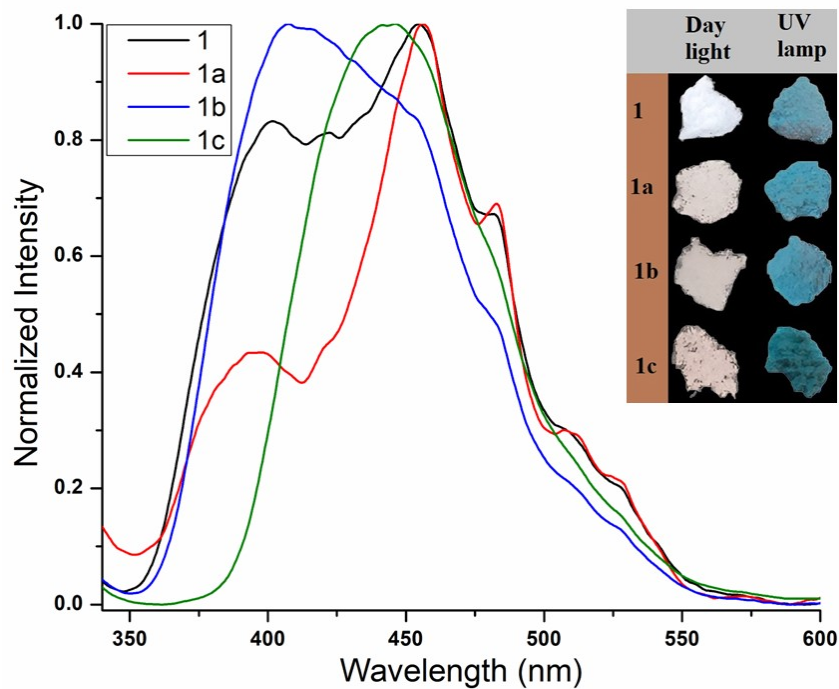 1.0
0.8
0.6
0.4
0.2
0.0
Normalized Intensity
350 400 450 500 550 600
Wavelength (nm)
1
1a
1b
1c
Day light
UV lamp
1
1a
1b
1c